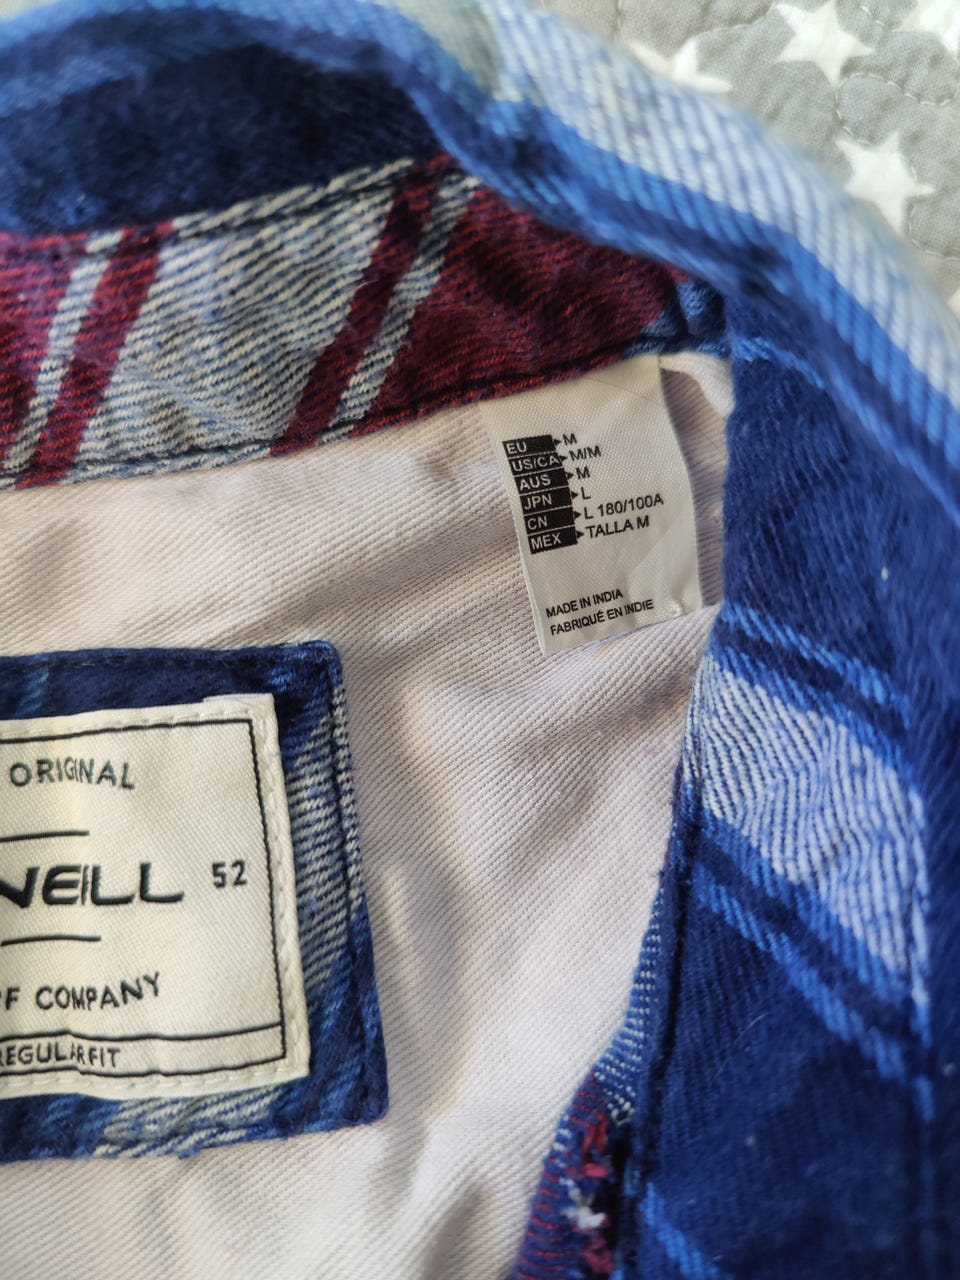 EU M
US/CA M/M
AUS M
JPN L
CN L 180/100A
MEX TALLA M
MADE IN INDIA
FABRIQUÉ EN INDIE
ORIGINAL
NEILL 52
COMPANY
REGULAR FIT